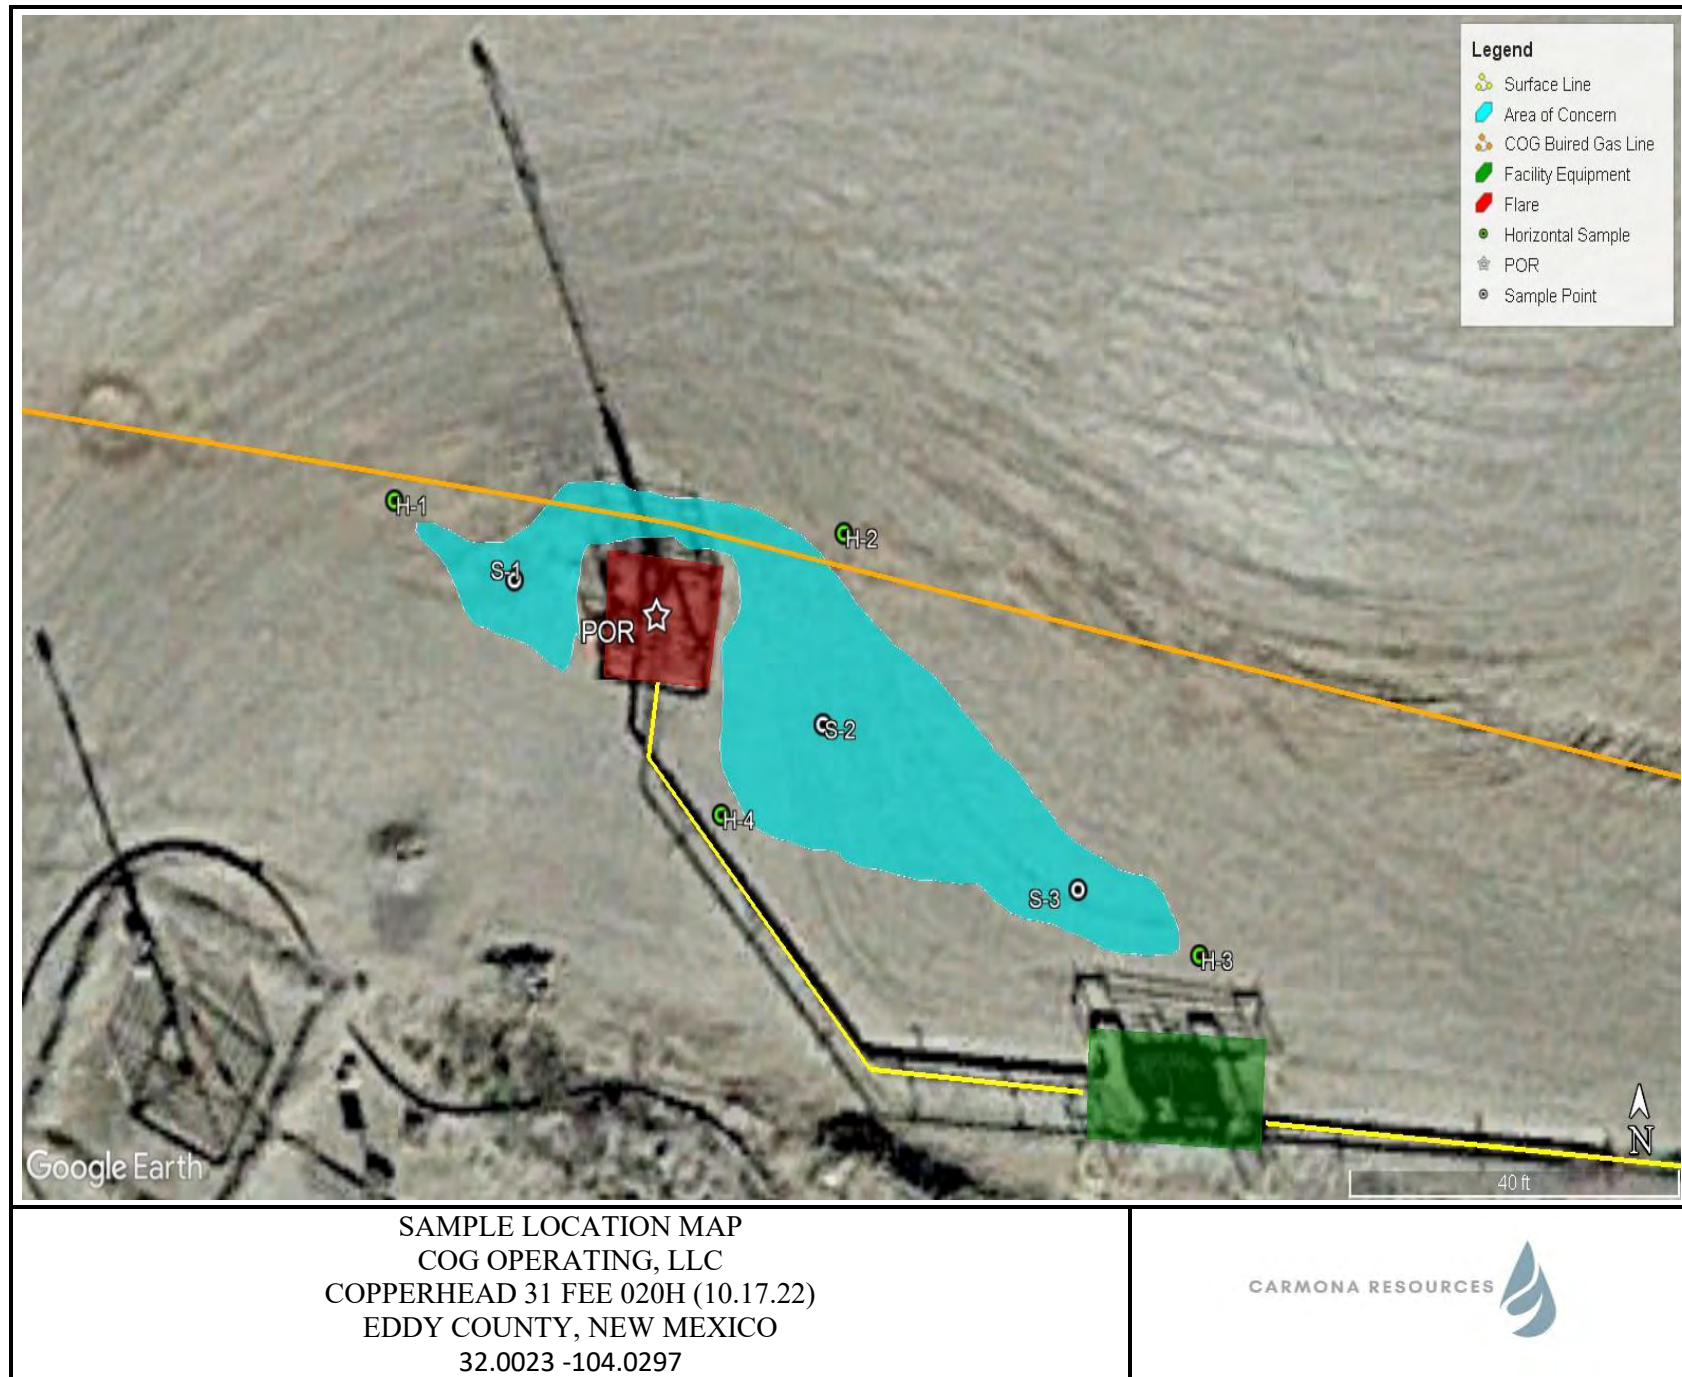 Legend
Surface Line
Area of Concern
COG Buired Gas Line
Facility Equipment
Flare
Horizontal Sample
POR
Sample Point
H-1
H-2
S-1
POR
S-2
H-4
S-3
H-3
N
Google Earth
40 ft
SAMPLE LOCATION MAP
COG OPERATING, LLC
COPPERHEAD 31 FEE 020H (10.17.22)
EDDY COUNTY, NEW MEXICO
32.0023 -104.0297
CARMONA RESOURCES